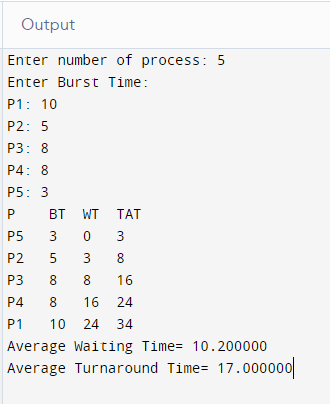 Output
Enter number of process: 5
Enter Burst Time:
P1: 10
P2: 5
P3: 8
P4: 8
P5: 3
P BT WT TAT
P5 3 0 3
P2 5 3 8
P3 8 8 16
P4 8 16 24
P1 10 24 34
Average Waiting Time= 10.200000
Average Turnaround Time= 17.000000